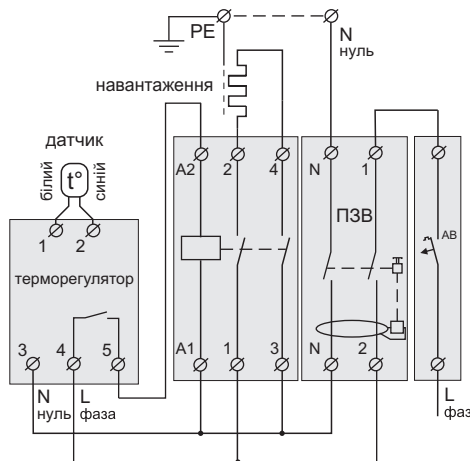 PE
N
нуль
навантаження
датчик
білий
t°
синій
1 2
терморегулятор
3 4 5
N
нуль
L
фаза
A2 2 4
A1 1 3
N 1
ПЗВ
N 2
АВ
L
фаз